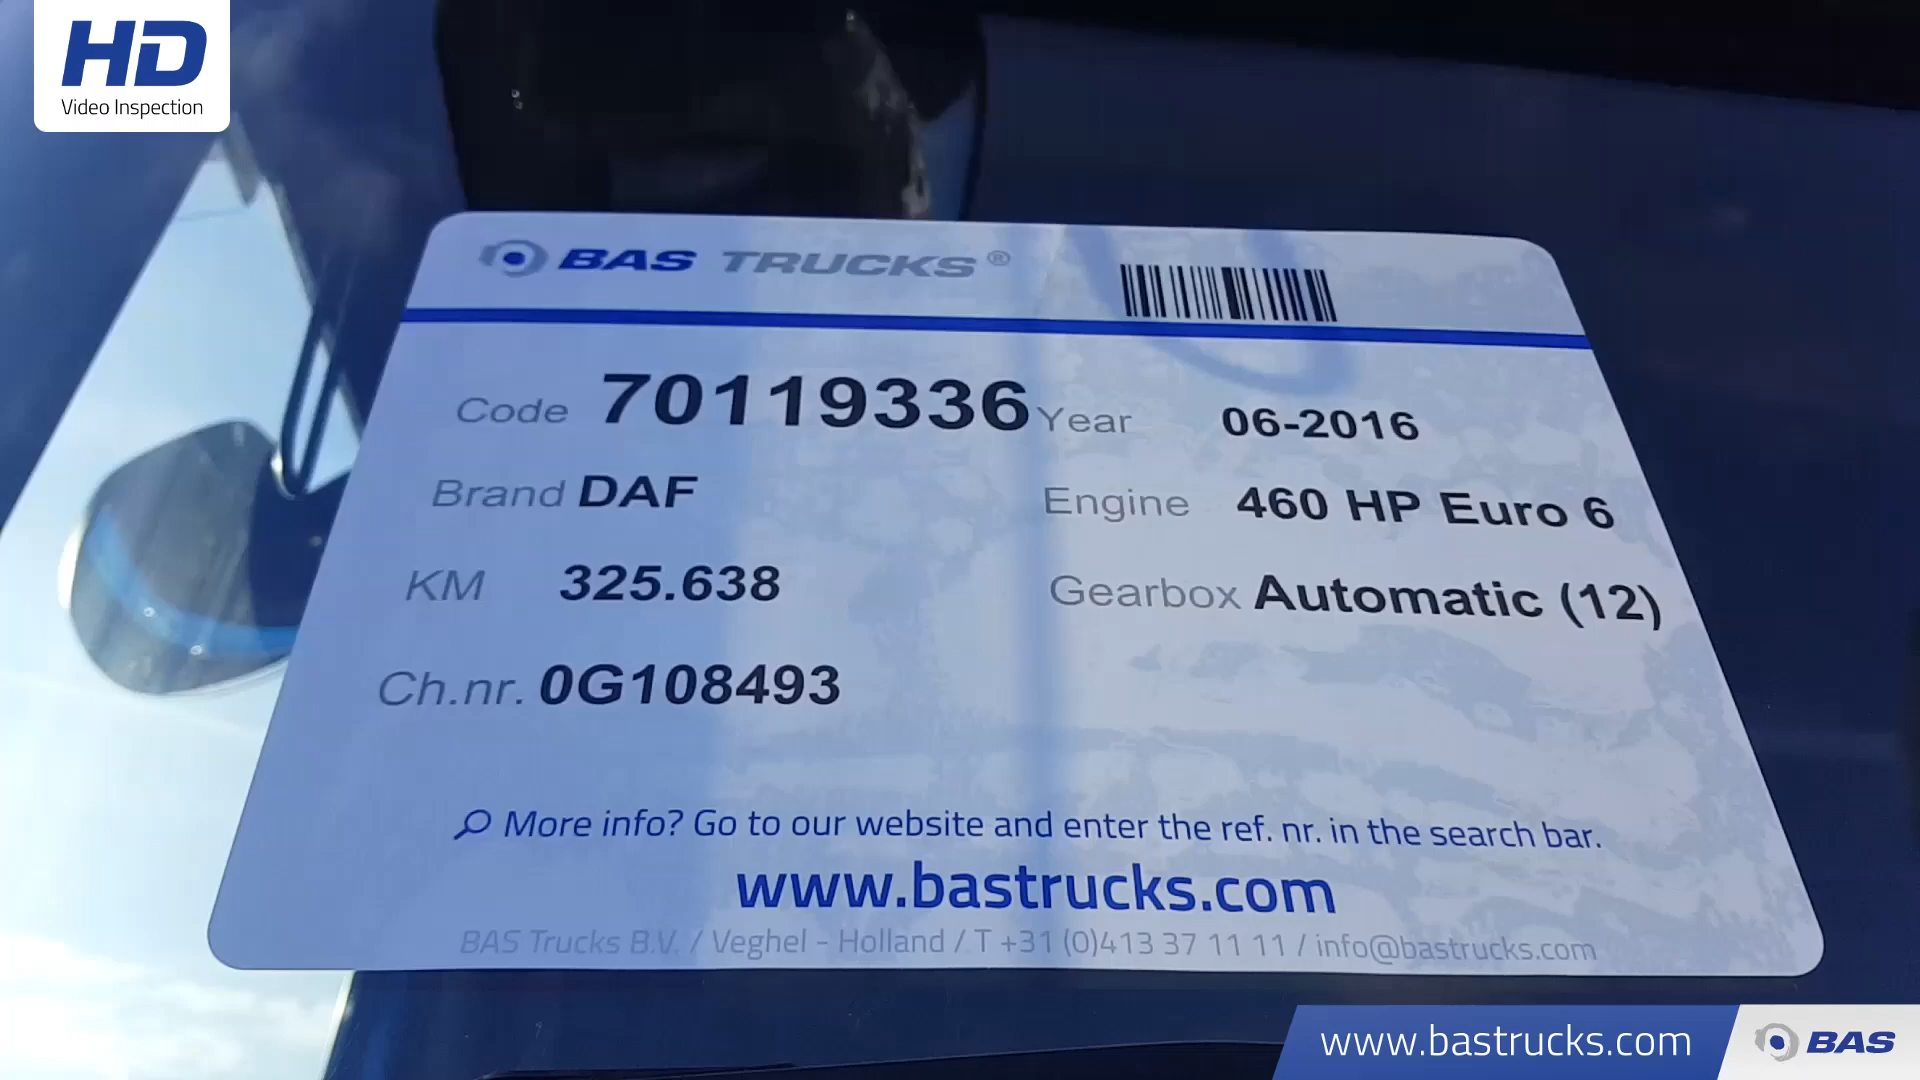 HD
Video Inspection
BAS TRUCKS®
Code 70119336 Year 06-2016
Brand DAF Engine 460 HP Euro 6
KM 325.638 Gearbox Automatic (12)
Ch.nr. 0G108493
More info? Go to our website and enter the ref. nr. in the search bar.
www.bastrucks.com
BAS Trucks B.V. / Veghel - Holland / T +31 (0)413 37 11 11 / info@bastrucks.com
www.bastrucks.com BAS